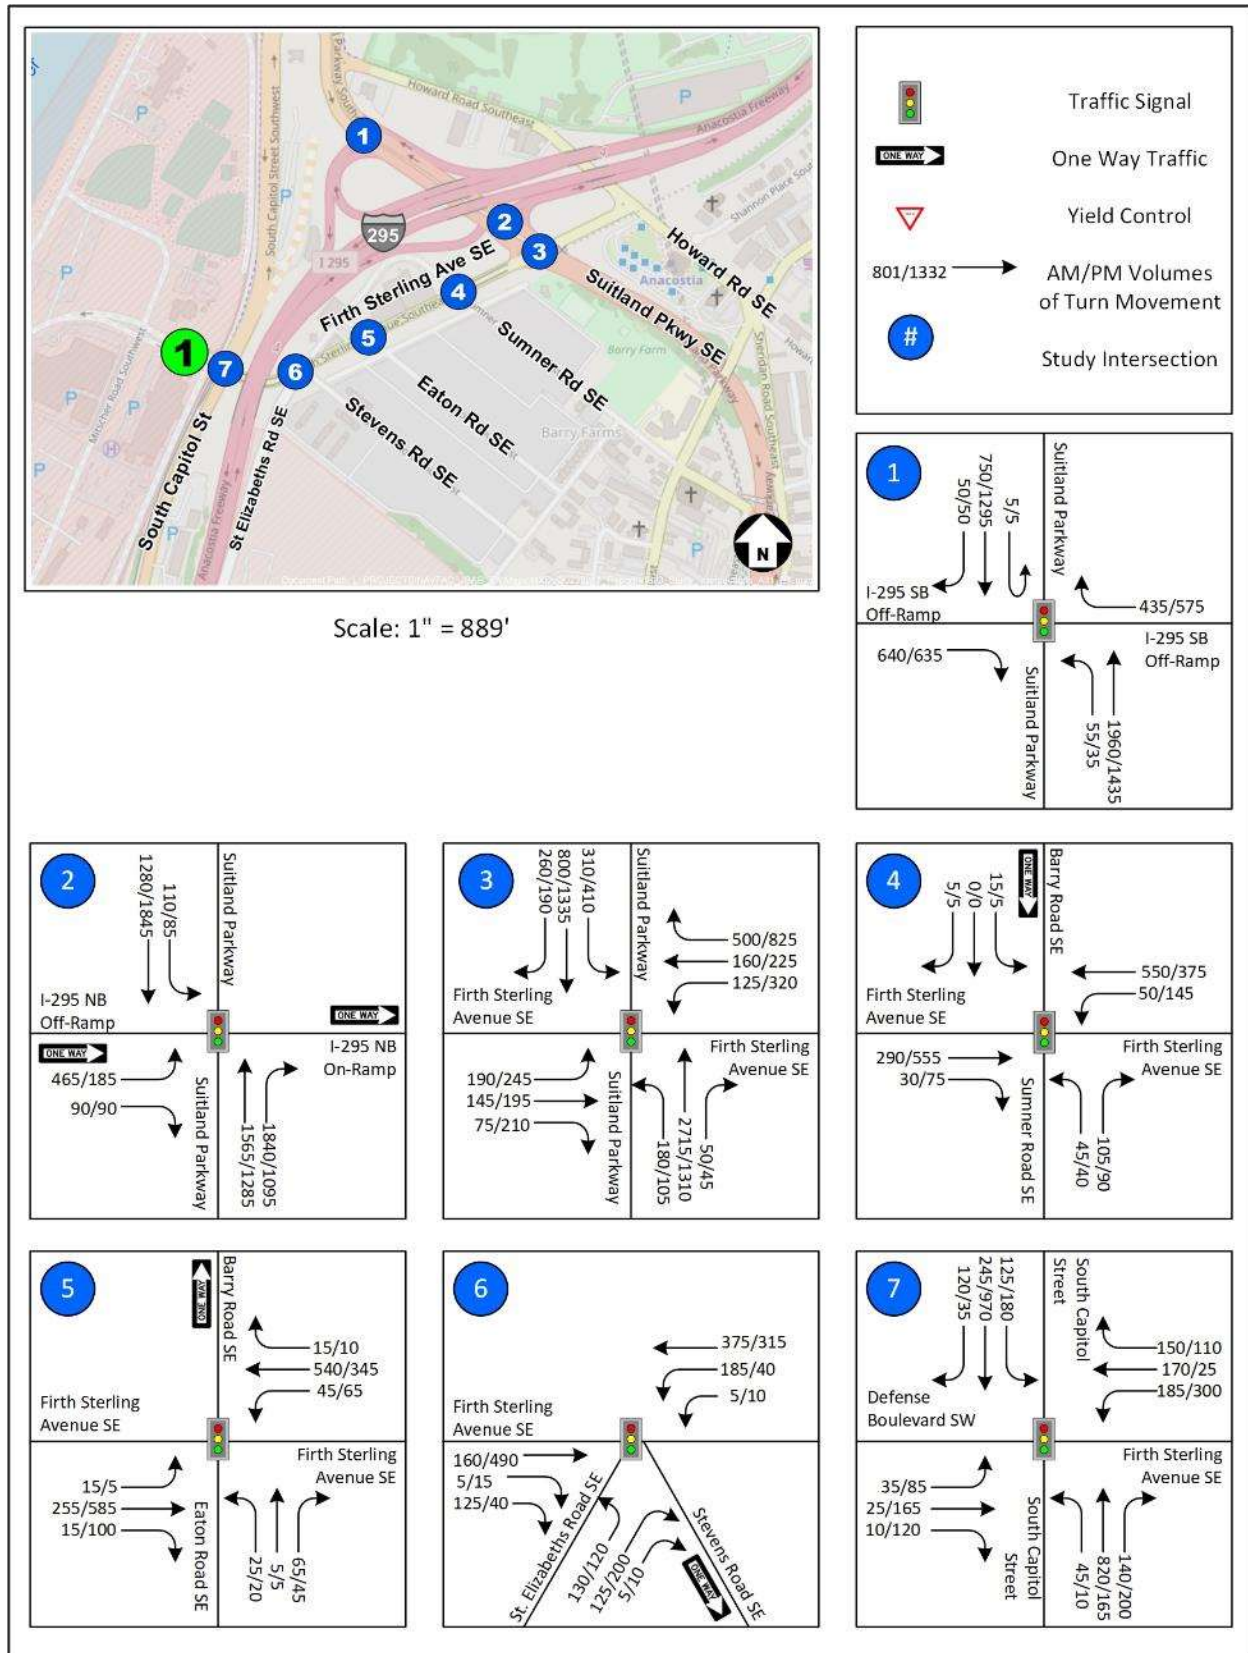 Howard Road Southeast
Anacostia Freeway
Parkway South
South Capitol Street Southwest
P
1
295
I 295
2
3
Firth Sterling Ave SE
4
Howard Rd SE
Shannon Place South
Anacostia
Suitland Pkwy SE
5
Sumner Rd SE
Barry Farm
Sheridan Road Southeast
1
7
6
Mitscher Road Southwest
Eaton Rd SE
Barry Farms
Stevens Rd SE
South Capitol St
St Elizabeths Rd SE
Anacostia Freeway
H
N
Scale: 1" = 889'
Traffic Signal
ONE WAY
One Way Traffic
Yield Control
801/1332
AM/PM Volumes
of Turn Movement
#
Study Intersection
1
50/50
750/1295
5/5
Suitland Parkway
I-295 SB
Off-Ramp
435/575
640/635
I-295 SB
Off-Ramp
Suitland Parkway
55/35
1960/1435
2
1280/1845
110/85
Suitland Parkway
I-295 NB
Off-Ramp
ONE WAY
ONE WAY
465/185
90/90
I-295 NB
On-Ramp
Suitland Parkway
1565/1285
1840/1095
3
260/190
800/1335
310/410
Suitland Parkway
500/825
160/225
125/320
Firth Sterling
Avenue SE
190/245
145/195
75/210
Firth Sterling
Avenue SE
Suitland Parkway
180/105
2715/1310
50/45
4
5/5
0/0
15/5
ONE WAY
Barry Road SE
550/375
50/145
Firth Sterling
Avenue SE
290/555
30/75
Firth Sterling
Avenue SE
Sumner Road SE
45/40
105/90
5
ONE WAY
Barry Road SE
15/10
540/345
45/65
Firth Sterling
Avenue SE
15/5
255/585
15/100
Firth Sterling
Avenue SE
Eaton Road SE
25/20
5/5
65/45
6
375/315
185/40
5/10
Firth Sterling
Avenue SE
160/490
5/15
125/40
St. Elizabeths Road SE
130/120
125/200
5/10
ONE WAY
Stevens Road SE
7
120/35
245/970
125/180
South Capitol
Street
150/110
170/25
185/300
Defense
Boulevard SW
35/85
25/165
10/120
Firth Sterling
Avenue SE
South Capitol
Street
45/10
820/165
140/200